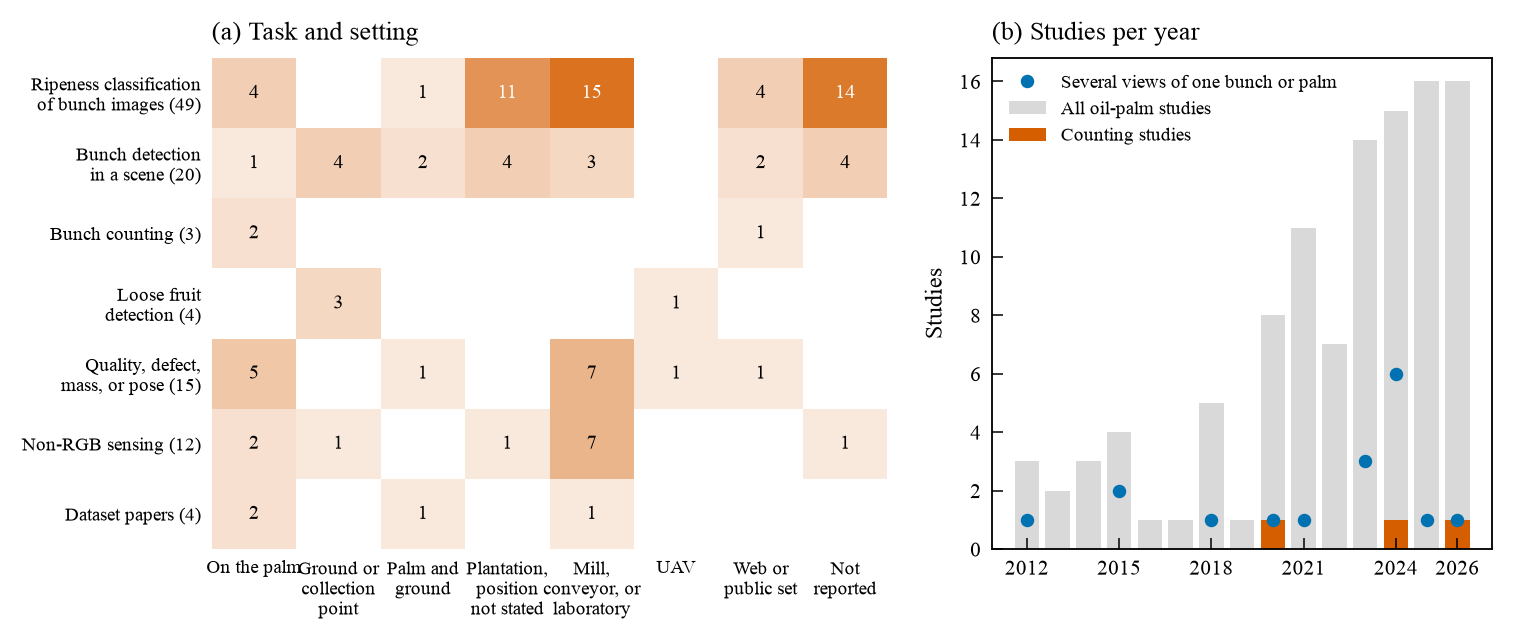 (a) Task and setting
Ripeness classification
of bunch images (49)
4 1 11 15 4 14
Bunch detection
in a scene (20)
1 4 2 4 3 2 4
Bunch counting (3)
2 1
Loose fruit
detection (4)
3 1
Quality, defect,
mass, or pose (15)
5 1 7 1 1
Non-RGB sensing (12)
2 1 1 7 1
Dataset papers (4)
2 1 1
On the palm
Ground or
collection
point
Palm and
ground
Plantation,
position
not stated
Mill,
conveyor, or
laboratory
UAV
Web or
public set
Not
reported
(b) Studies per year
Several views of one bunch or palm
All oil-palm studies
Counting studies
Studies
16
14
12
10
8
6
4
2
0
2012 2015 2018 2021 2024 2026